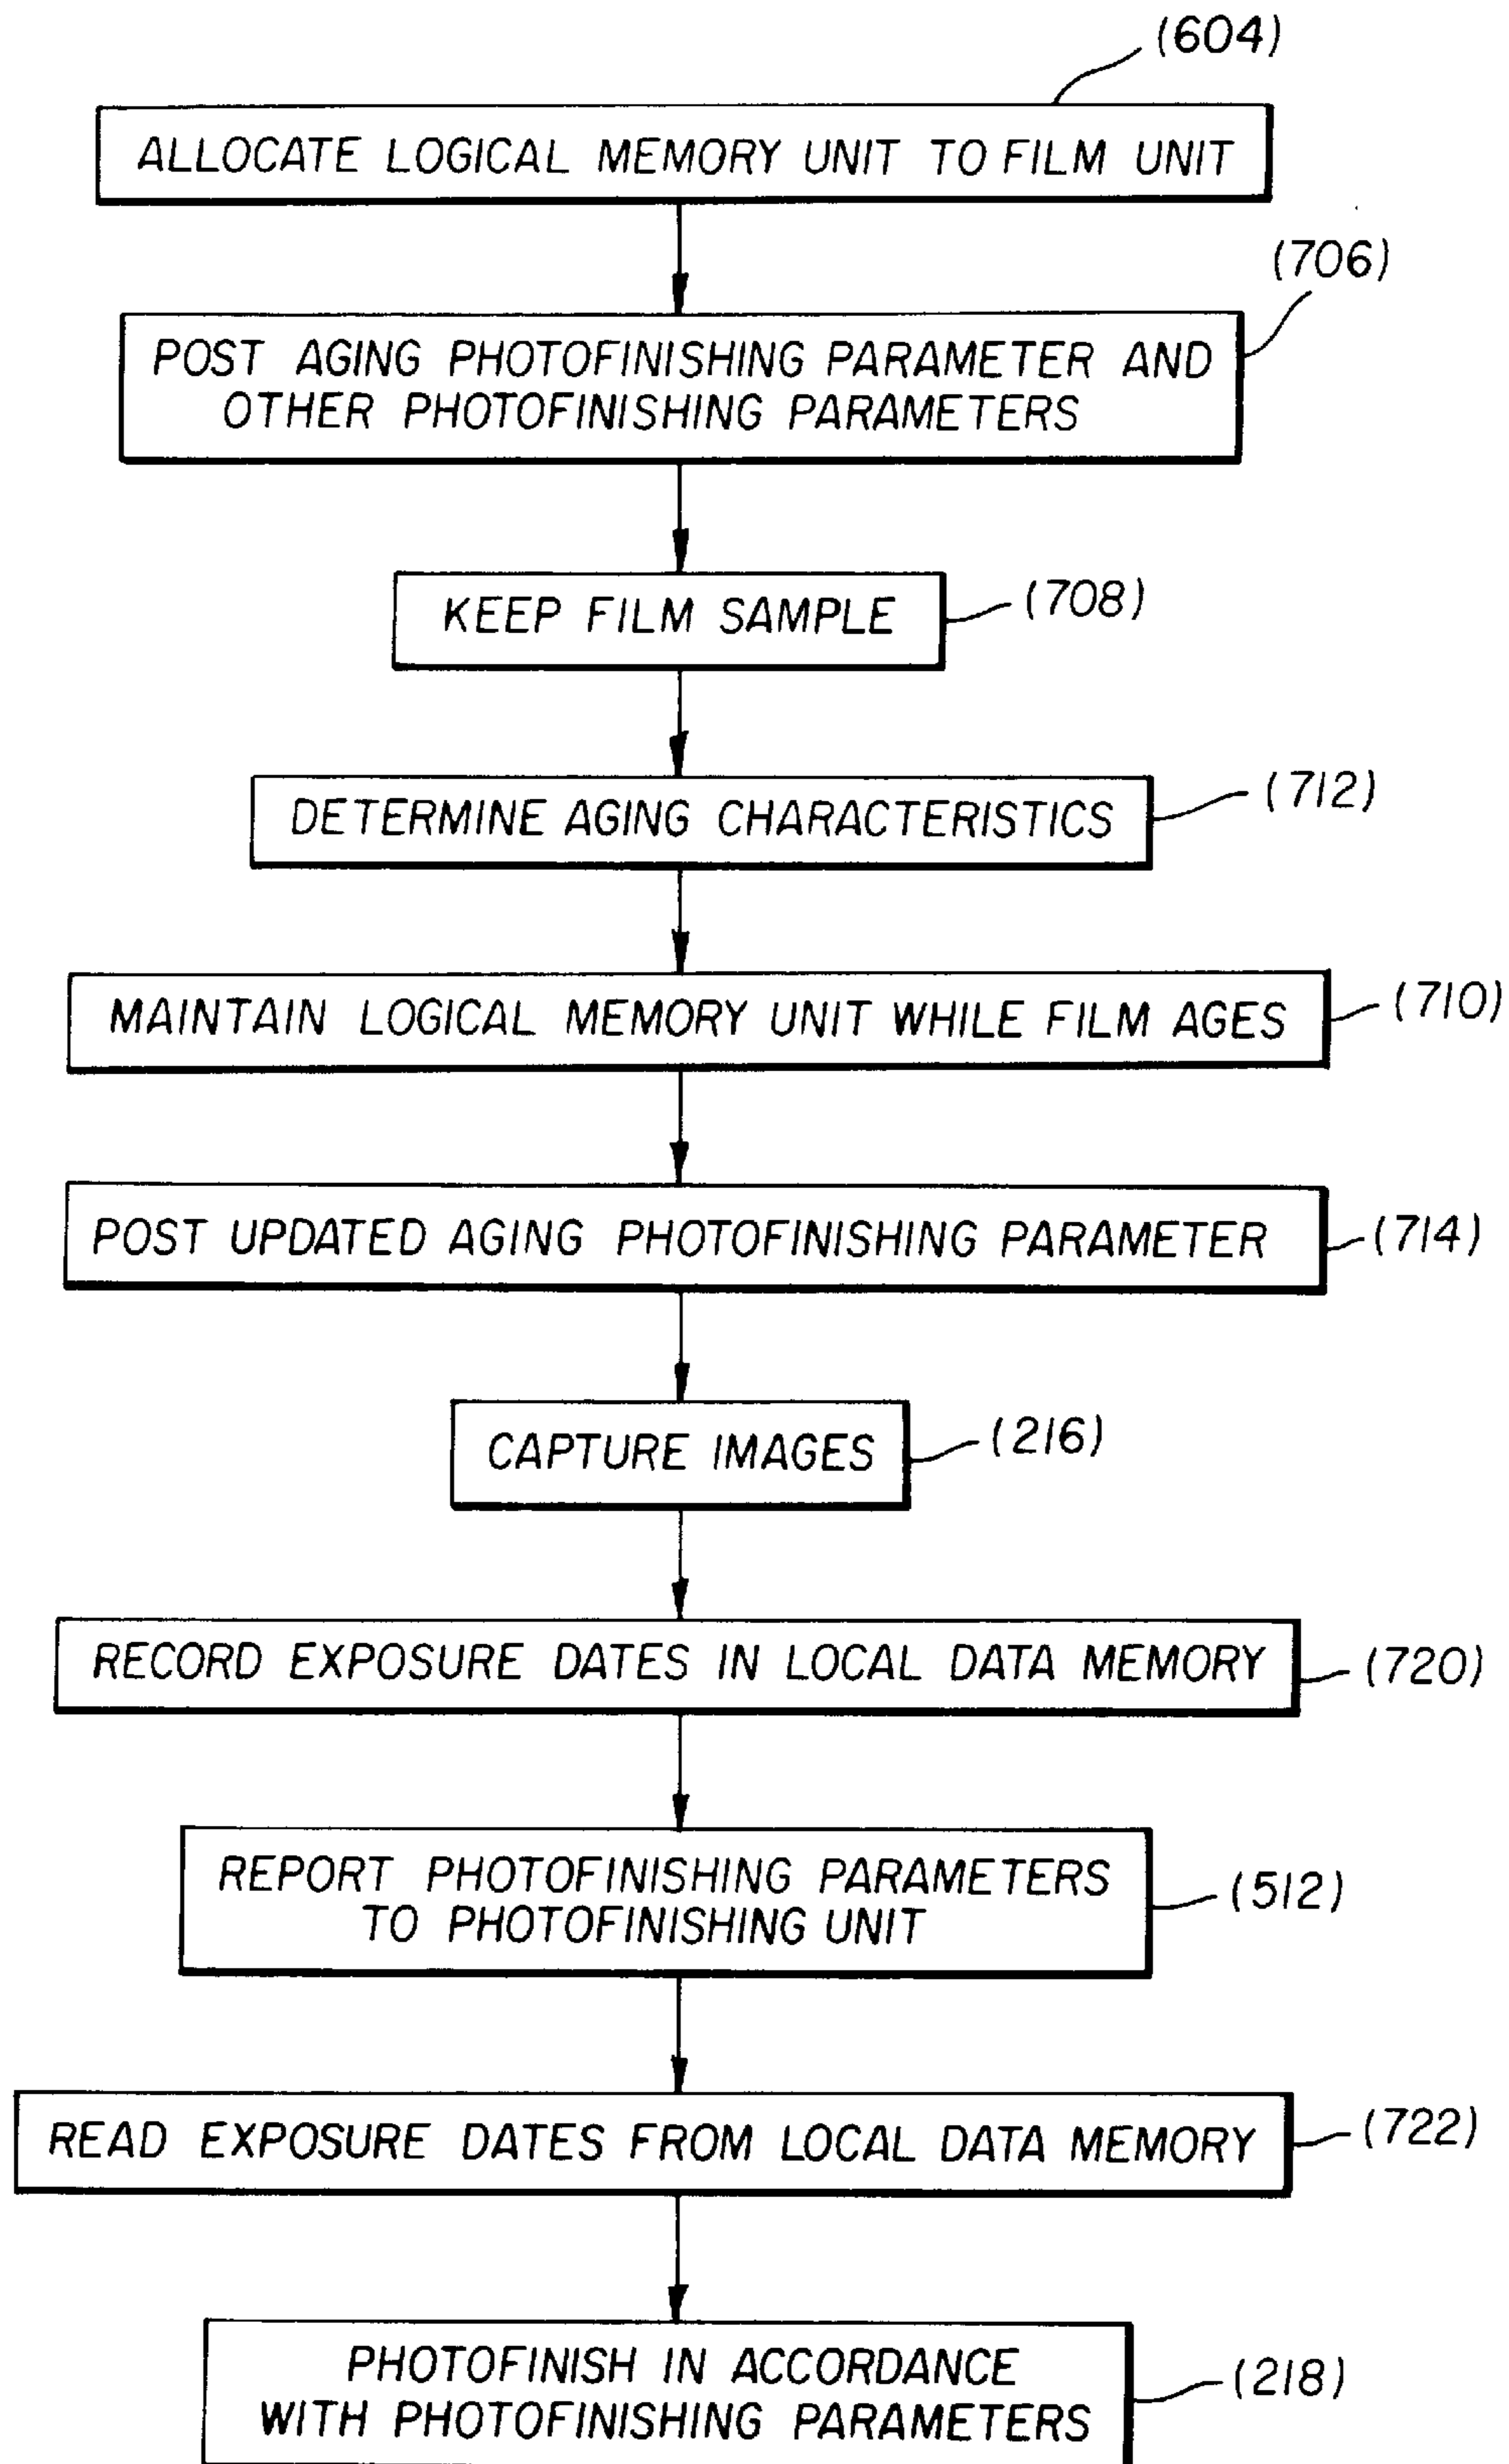 (604)
ALLOCATE LOGICAL MEMORY UNIT TO FILM UNIT
(706)
POST AGING PHOTOFINISHING PARAMETER AND
OTHER PHOTOFINISHING PARAMETERS
KEEP FILM SAMPLE
(708)
DETERMINE AGING CHARACTERISTICS
(712)
MAINTAIN LOGICAL MEMORY UNIT WHILE FILM AGES
(710)
POST UPDATED AGING PHOTOFINISHING PARAMETER
(714)
CAPTURE IMAGES
(216)
RECORD EXPOSURE DATES IN LOCAL DATA MEMORY
(720)
REPORT PHOTOFINISHING PARAMETERS
TO PHOTOFINISHING UNIT
(512)
READ EXPOSURE DATES FROM LOCAL DATA MEMORY
(722)
PHOTOFINISH IN ACCORDANCE
WITH PHOTOFINISHING PARAMETERS
(218)